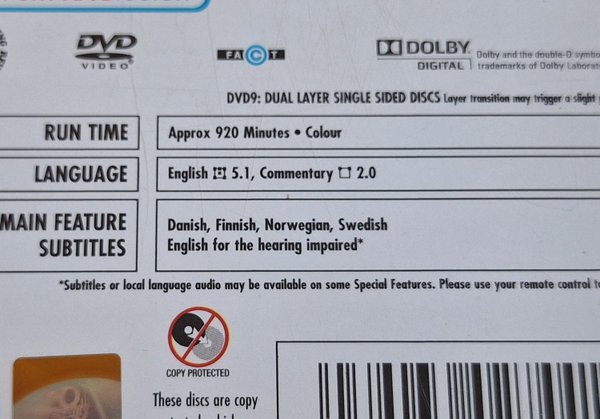 DVD
VIDEO
FACT
DOLBY
DIGITAL
Dolby and the double-D
trademarks of Dolby
DVD9: DUAL LAYER SINGLE SIDED DISCS Layer transition may trigger a slight
RUN TIME
Approx 920 Minutes • Colour
LANGUAGE
English 5.1, Commentary 2.0
MAIN FEATURE
SUBTITLES
Danish, Finnish, Norwegian, Swedish
English for the hearing impaired*
*Subtitles or local language audio may be available on some Special Features. Please use your remote control
COPY PROTECTED
These discs are copy